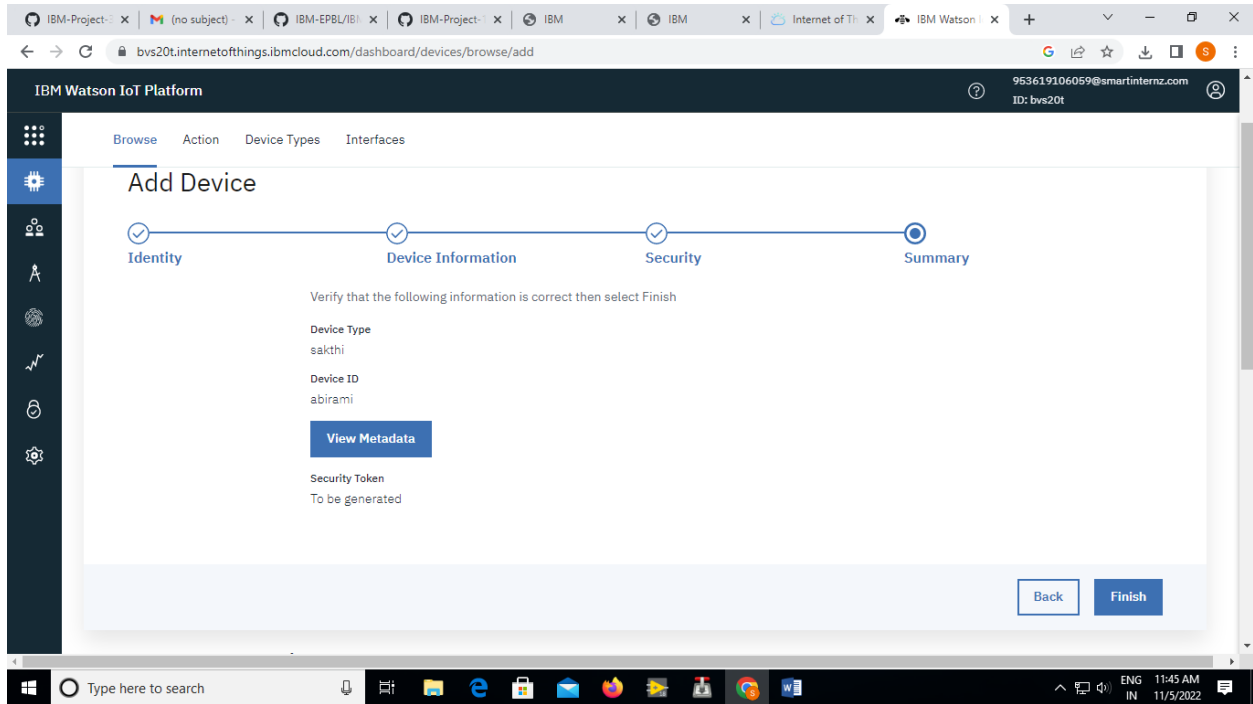 IBM-Project-3
(no subject) -
IBM-EPBL/IBM
IBM-Project-1
IBM
IBM
Internet of Th
IBM Watson I
bvs20t.internetofthings.ibmcloud.com/dashboard/devices/browse/add
S
IBM Watson IoT Platform
953619106059@smartinternz.com
ID: bvs20t
Browse Action Device Types Interfaces
Add Device
Identity Device Information Security Summary
Verify that the following information is correct then select Finish
Device Type
sakthi
Device ID
abirami
View Metadata
Security Token
To be generated
Back Finish
Type here to search
ENG 11:45 AM
IN 11/5/2022